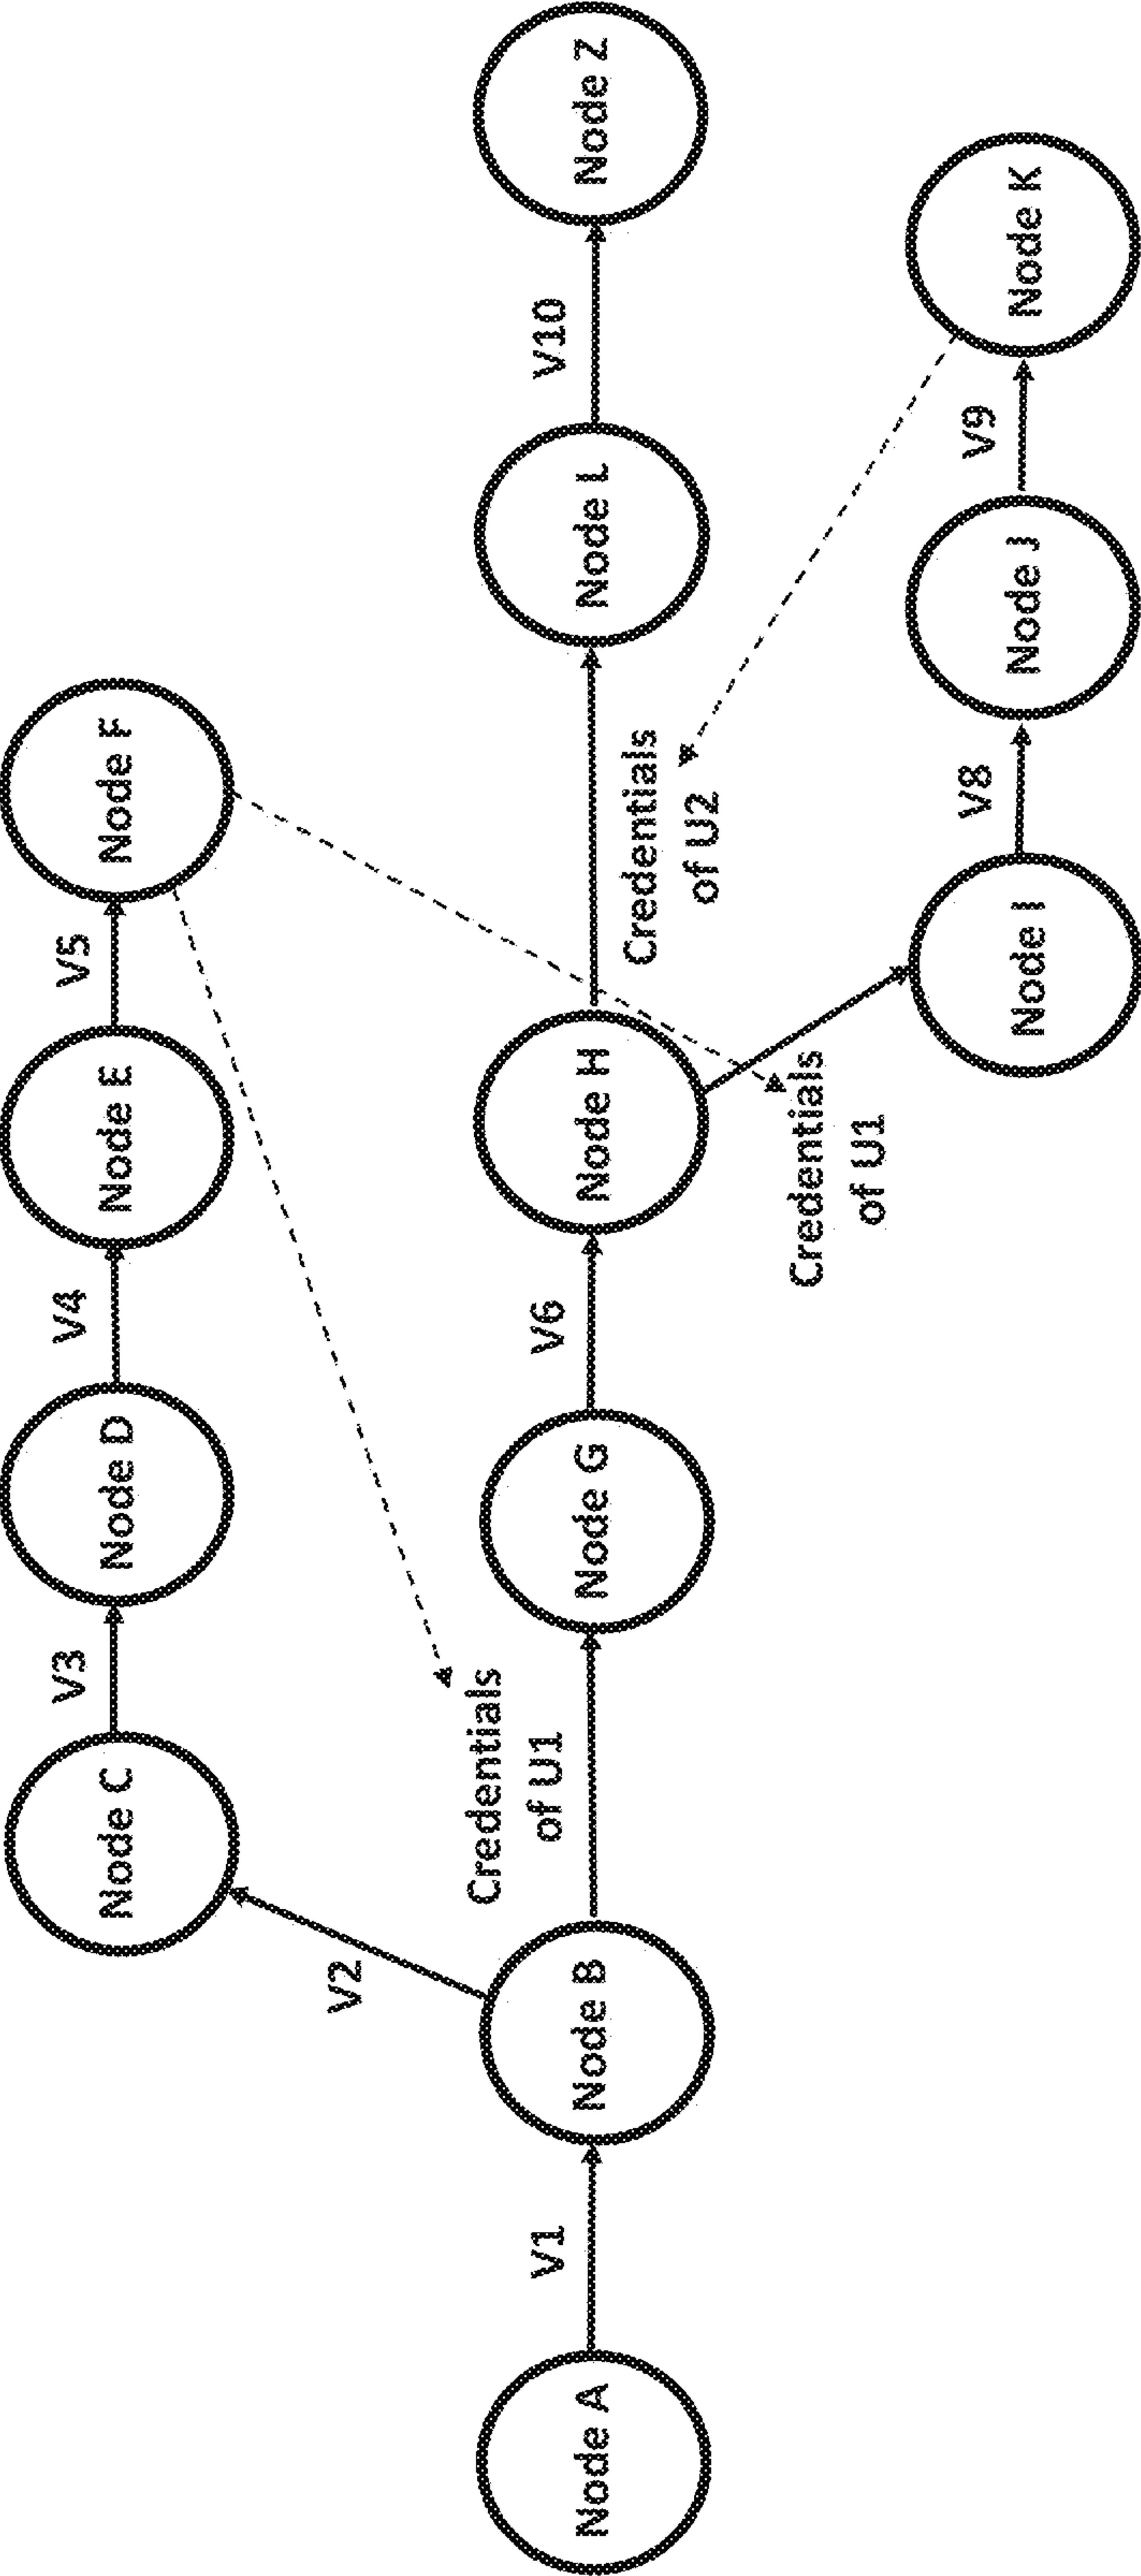 Node C
V3
Node D
V4
Node E
V5
Node F
V2
Credentials
of U1
Node A
V1
Node B
Node G
V6
Node H
Node L
V10
Node Z
Credentials
of U2
Credentials
of U1
Node I
V8
Node J
V9
Node K